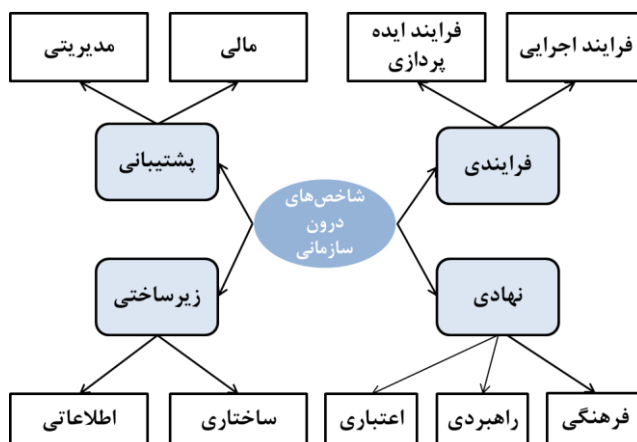 فرایند اجرایی
فرایند ایده
پردازی
مالی
مدیریتی
فرایندی
پشتیبانی
شاخص‌های
درون
سازمانی
نهادی
زیرساختی
فرهنگی
راهبردی
اعتباری
ساختاری
اطلاعاتی